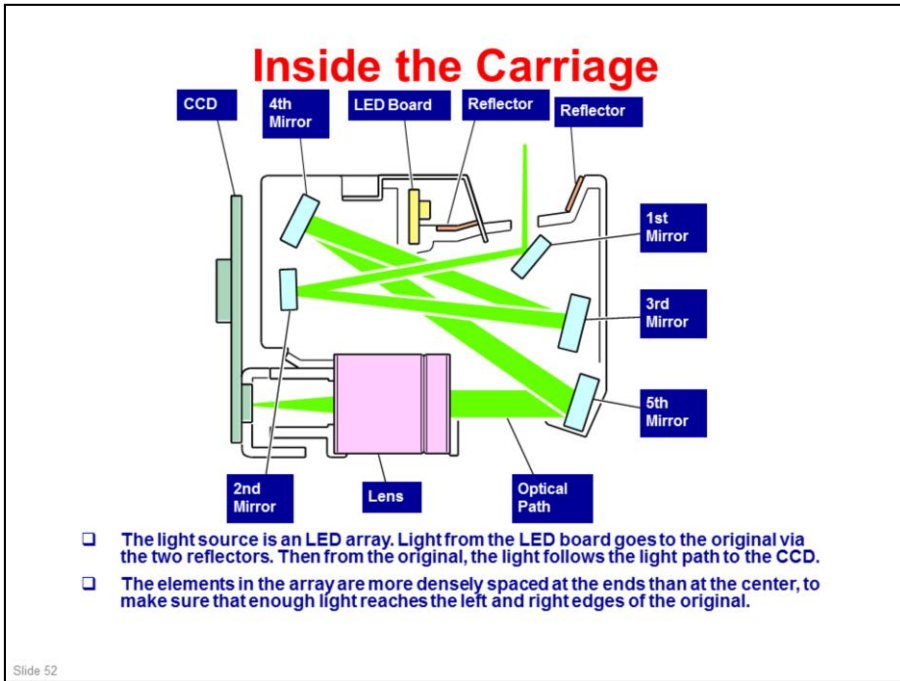 Inside the Carriage
CCD
4th
Mirror
LED Board
Reflector
Reflector
1st
Mirror
3rd
Mirror
5th
Mirror
2nd
Mirror
Lens
Optical
Path
❑ The light source is an LED array. Light from the LED board goes to the original via
the two reflectors. Then from the original, the light follows the light path to the CCD.
❑ The elements in the array are more densely spaced at the ends than at the center, to
make sure that enough light reaches the left and right edges of the original.
Slide 52